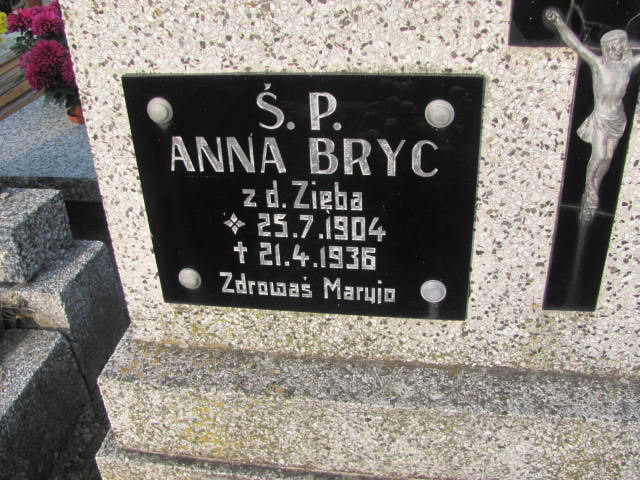 Ś. P.
ANNA BRYC
z d. Zięba
25.7.1904
✝ 21.4.1936
Zdrowaś Maryjo